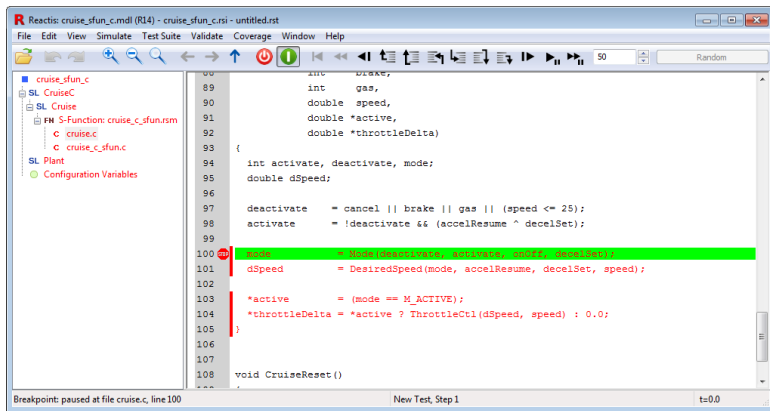 R Reactis: cruise_sfun_c.mdl (R14) - cruise_sfun_c.rsi - untitled.rst
File Edit View Simulate Test Suite Validate Coverage Window Help
50 Random
cruise_sfun_c
SL CruiseC
SL Cruise
FN S-Function: cruise_c_sfun.rsm
C cruise.c
C cruise_c_sfun.c
SL Plant
Configuration Variables
88 int brake,
89 int gas,
90 double speed,
91 double *active,
92 double *throttleDelta)
93 {
94 int activate, deactivate, mode;
95 double dSpeed;
96
97 deactivate = cancel || brake || gas || (speed <= 25);
98 activate = !deactivate && (accelResume ^ decelSet);
99
100 STOP mode = Mode(deactivate, activate, onOff, decelSet);
101 dSpeed = DesiredSpeed(mode, accelResume, decelSet, speed);
102
103 *active = (mode == M_ACTIVE);
104 *throttleDelta = *active ? ThrottleCtl(dSpeed, speed) : 0.0;
105 }
106
107
108 void CruiseReset()
Breakpoint: paused at file cruise.c, line 100 New Test, Step 1 t=0.0